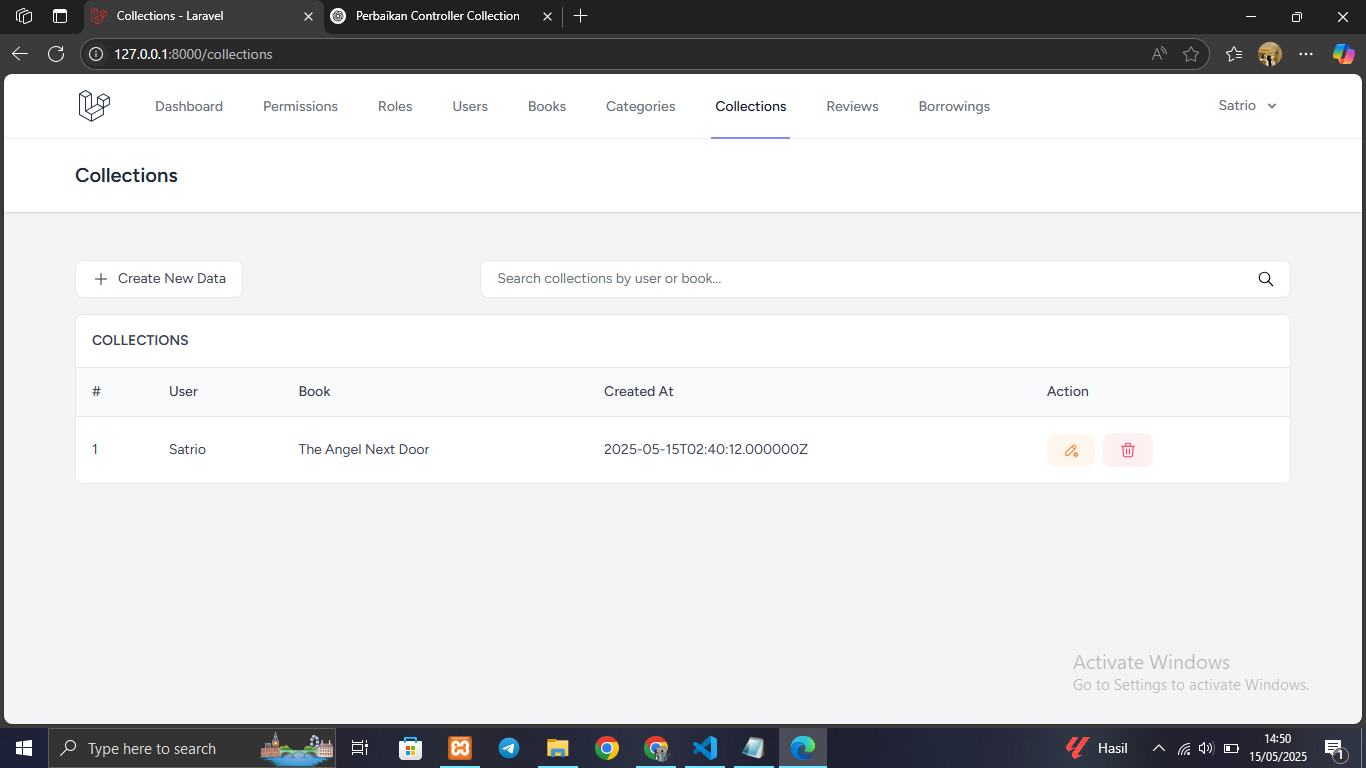 Collections - Laravel
Perbaikan Controller Collection
127.0.0.1:8000/collections
Dashboard Permissions Roles Users Books Categories Collections Reviews Borrowings Satrio
Collections
Create New Data
Search collections by user or book...
COLLECTIONS
# User Book Created At Action
1 Satrio The Angel Next Door 2025-05-15T02:40:12.000000Z
Activate Windows
Go to Settings to activate Windows.
Type here to search
Hasil
14:50
15/05/2025
1